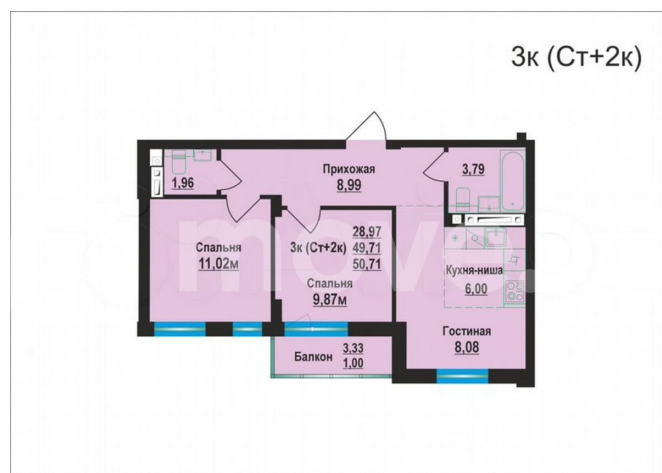 3к (Ст+2к)
Прихожая
8,99
3,79
1,96
Спальня
11,02м
3к (Ст+2к)
28,97
49,71
50,71
Спальня
9,87м
Кухня-ниша
6,00
Гостиная
8,08
Балкон
3,33
1,00
move.